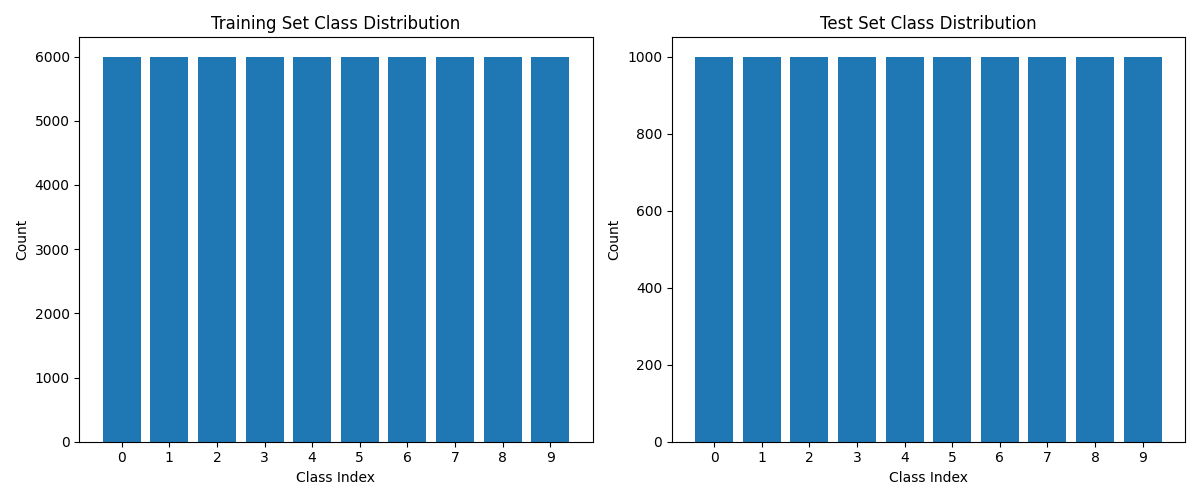 Training Set Class Distribution
6000
5000
4000
3000
2000
1000
0
Count
0 1 2 3 4 5 6 7 8 9
Class Index
Test Set Class Distribution
1000
800
600
400
200
0
Count
0 1 2 3 4 5 6 7 8 9
Class Index